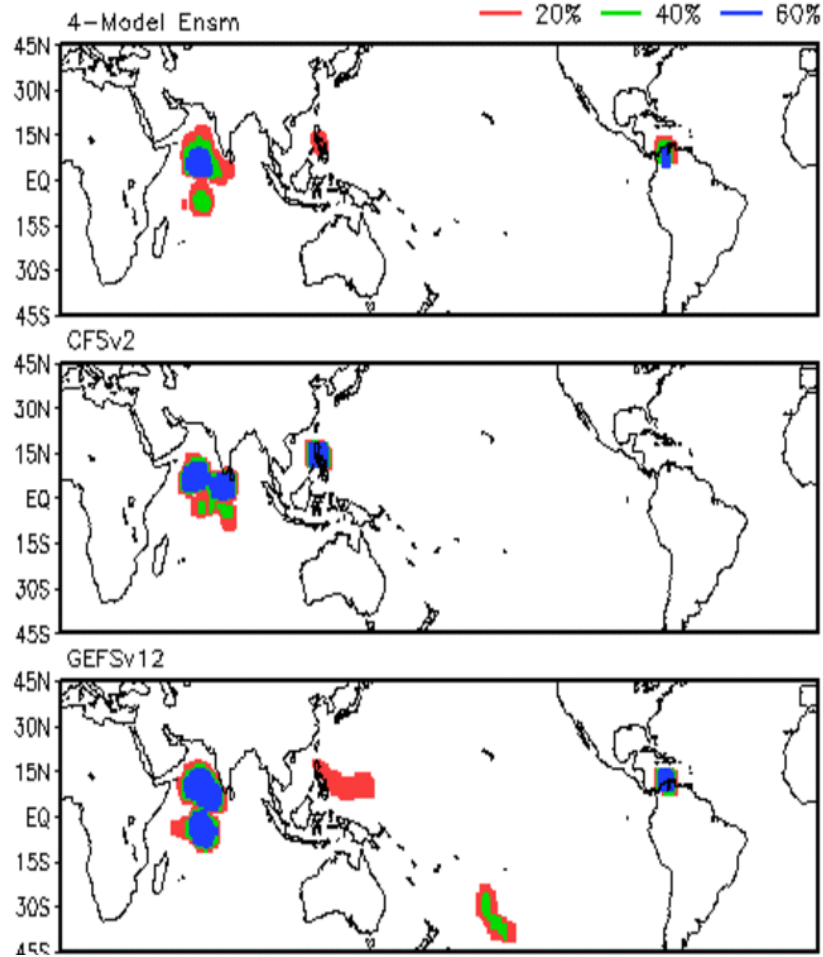 4-Model Ensm
20% 40% 60%
45N
30N
15N
EQ
15S
30S
45S
CFSv2
45N
30N
15N
EQ
15S
30S
45S
GEFSv12
45N
30N
15N
EQ
15S
30S
45S